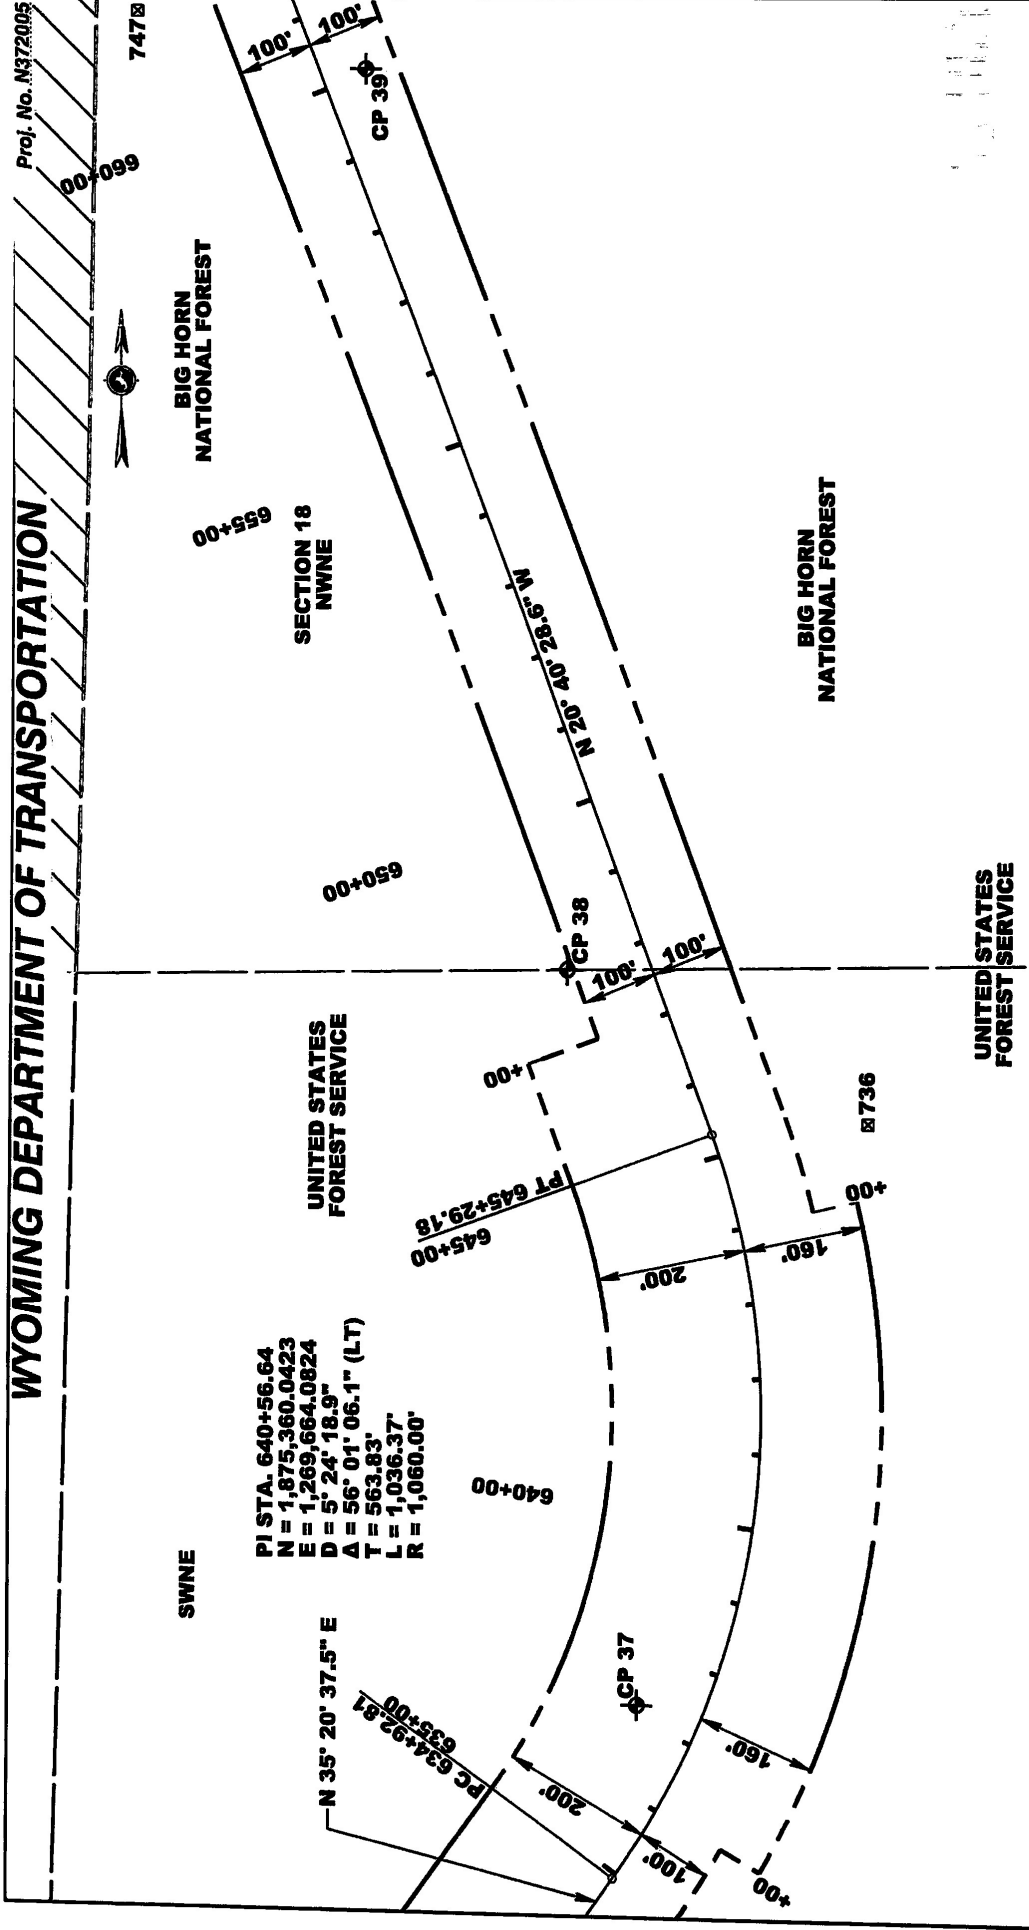 WYOMING DEPARTMENT OF TRANSPORTATION
Proj. No. N372005
747
660+00
BIG HORN
NATIONAL FOREST
655+00
SECTION 18
NWNE
100'
100'
CP 39
N 20° 40' 28.6" W
BIG HORN
NATIONAL FOREST
650+00
CP 38
100'
100'
UNITED STATES
FOREST SERVICE
UNITED STATES
FOREST SERVICE
+00
PT 645+29.18
645+00
736
+00
200'
160'
SWNE
PI STA. 640+56.64
N = 1,875,360.0423
E = 1,269,664.0824
D = 5° 24' 18.9"
Δ = 56° 01' 06.1" (LT)
T = 563.83'
L = 1,036.37'
R = 1,060.00'
640+00
N 35° 20' 37.5" E
PC 634+92.81
635+00
CP 37
200'
160'
100'
+00